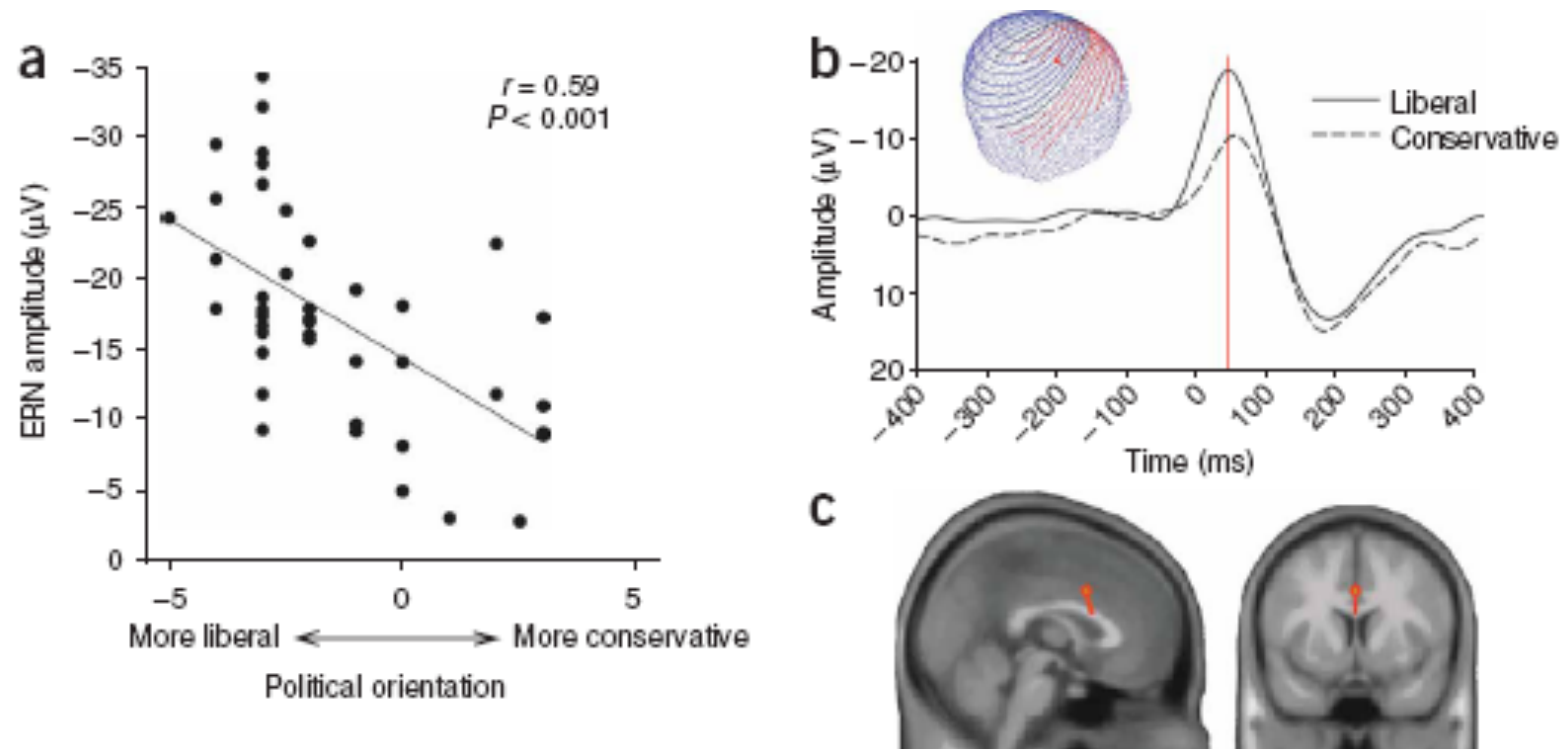 a
−35
−30
−25
−20
−15
−10
−5
0
ERN amplitude (µV)
r = 0.59
P < 0.001
−5 0 5
More liberal More conservative
Political orientation
b
−20
−10
0
10
20
Amplitude (µV)
Liberal
Conservative
−400 −300 −200 −100 0 100 200 300 400
Time (ms)
c